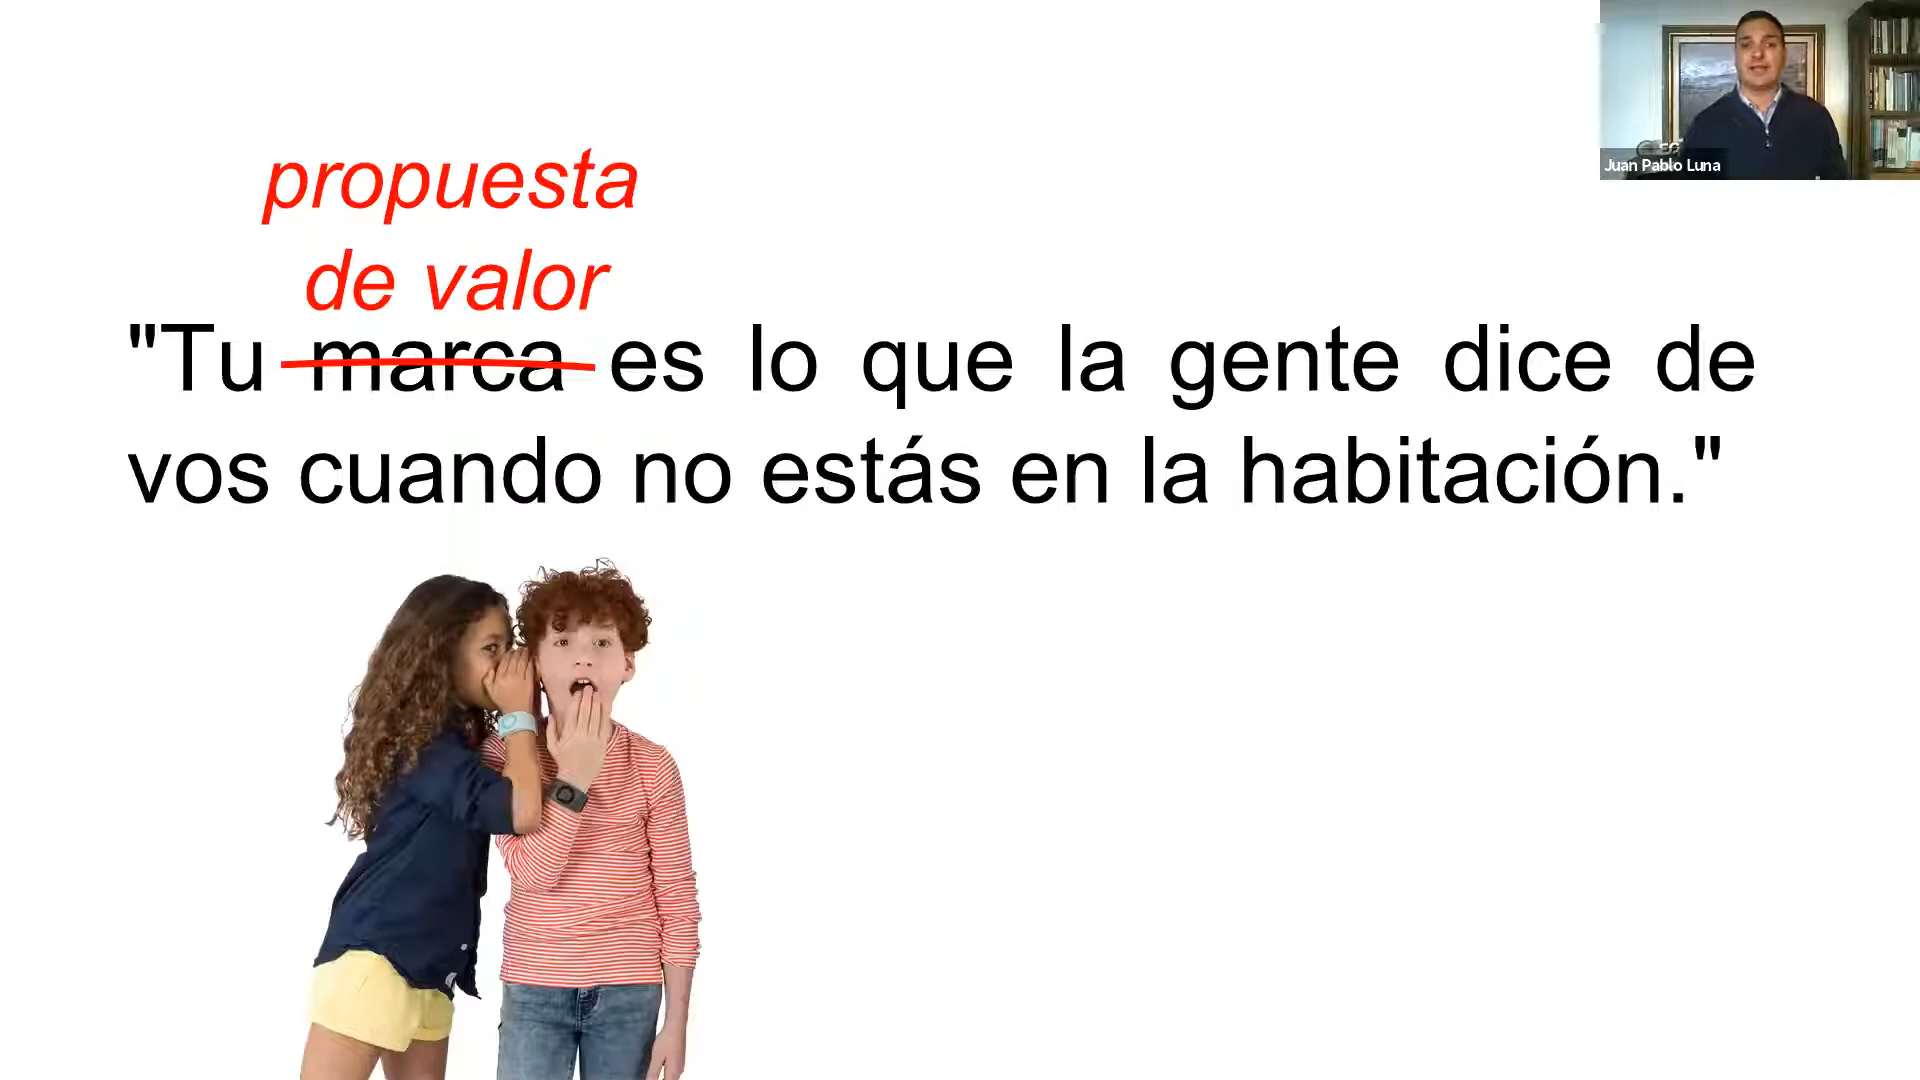 propuesta
de valor
"Tu marca es lo que la gente dice de
vos cuando no estás en la habitación."
Juan Pablo Luna